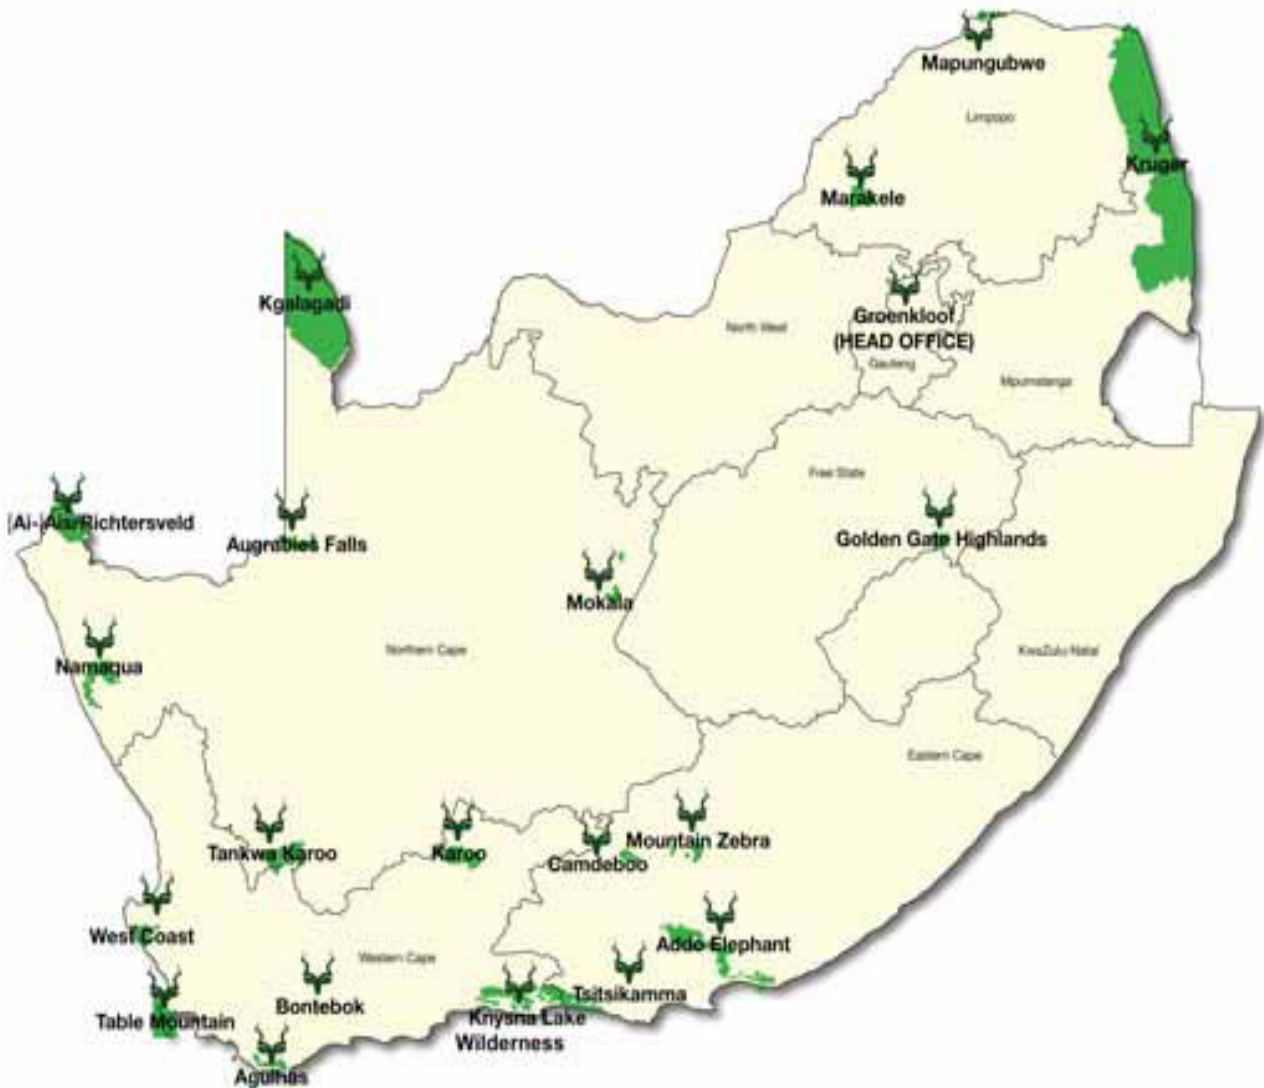 Mapungubwe
Limpopo
Kruger
Marakele
Kgalagadi
Groenkloof
(HEAD OFFICE)
North West
Gauteng
Mpumalanga
Free State
|Ai-|Ais/Richtersveld
Augrabies Falls
Golden Gate Highlands
Mokala
Northern Cape
KwaZulu-Natal
Namaqua
Eastern Cape
Tankwa Karoo
Karoo
Mountain Zebra
Camdeboo
West Coast
Addo Elephant
Western Cape
Tsitsikamma
Bontebok
Table Mountain
Knysna Lake
Wilderness
Agulhas